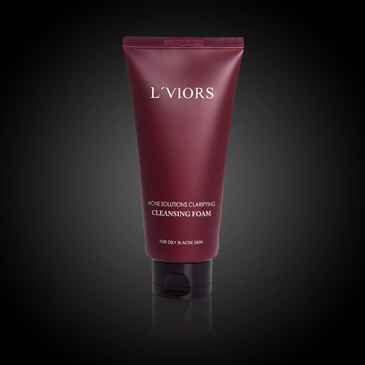 L´VIORS
ACNE SOLUTIONS CLARIFYING
CLEANSING FOAM
FOR OILY & ACNE SKIN